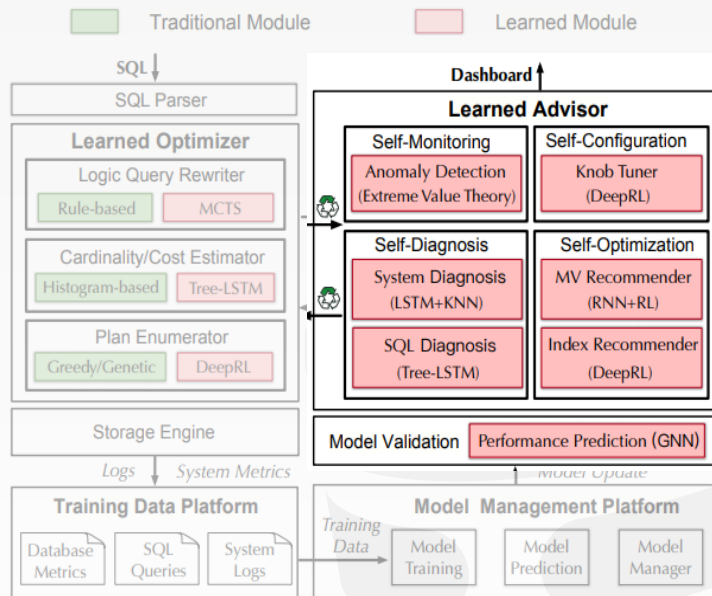 Traditional Module
Learned Module
SQL
SQL Parser
Learned Optimizer
Logic Query Rewriter
Rule-based
MCTS
Cardinality/Cost Estimator
Histogram-based
Tree-LSTM
Plan Enumerator
Greedy/Genetic
DeepRL
Storage Engine
Logs
System Metrics
Training Data Platform
Database
Metrics
SQL
Queries
System
Logs
Dashboard
Learned Advisor
Self-Monitoring
Anomaly Detection
(Extreme Value Theory)
Self-Configuration
Knob Tuner
(DeepRL)
Self-Diagnosis
System Diagnosis
(LSTM+KNN)
SQL Diagnosis
(Tree-LSTM)
Self-Optimization
MV Recommender
(RNN+RL)
Index Recommender
(DeepRL)
Model Validation
Performance Prediction (GNN)
Model Update
Model Management Platform
Training
Data
Model
Training
Model
Prediction
Model
Manager